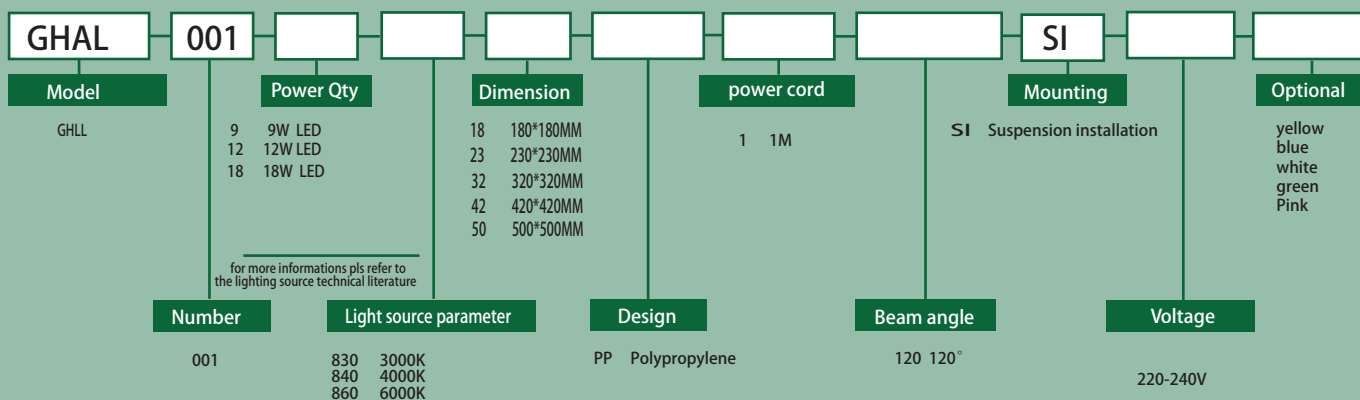 GHAL 001 SI
Model Power Qty Dimension power cord Mounting Optional
GHLL
9 9W LED
12 12W LED
18 18W LED
18 180*180MM
23 230*230MM
32 320*320MM
42 420*420MM
50 500*500MM
1 1M
SI Suspension installation
yellow
blue
white
green
Pink
for more informations pls refer to
the lighting source technical literature
Number Light source parameter Design Beam angle Voltage
001
830 3000K
840 4000K
860 6000K
PP Polypropylene
120 120°
220-240V